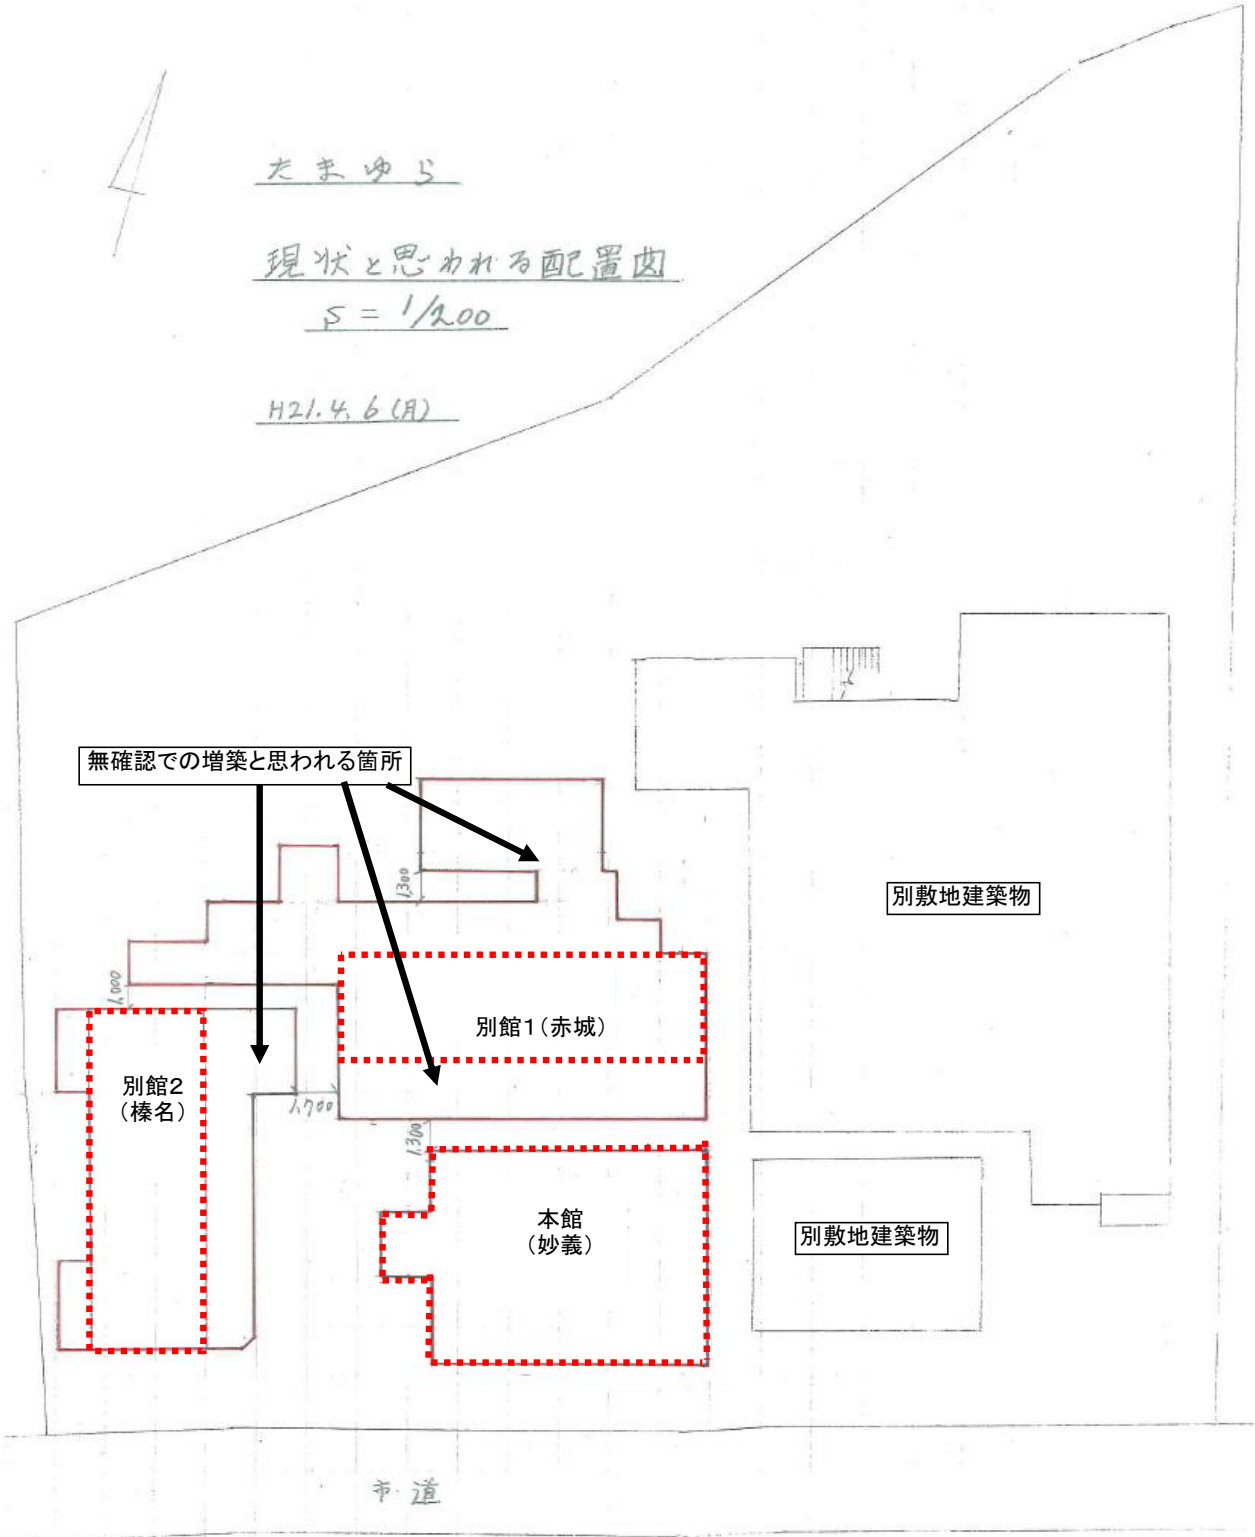 たまゆら
現状と思われる配置図
S = 1/200
H21.4.6(月)
無確認での増築と思われる箇所
別敷地建築物
1,300
1,000
別館1(赤城)
別館2
(榛名)
1,700
1,300
本館
(妙義)
別敷地建築物
市道